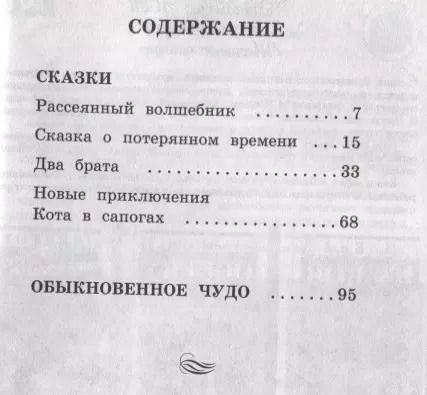 СОДЕРЖАНИЕ
СКАЗКИ
Рассеянный волшебник ..........7
Сказка о потерянном времени ...15
Два брата ..................33
Новые приключения
Кота в сапогах ..............68
ОБЫКНОВЕННОЕ ЧУДО .......95